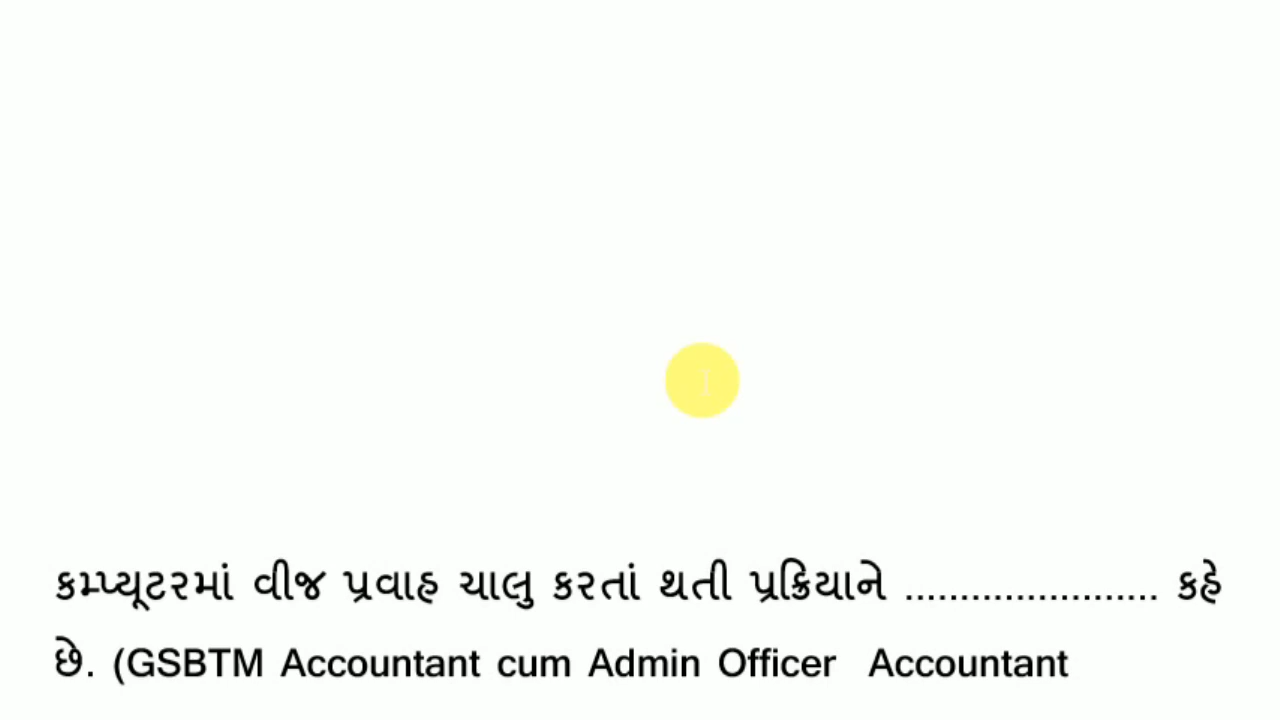 કમ્પ્યૂટરમાં વીજ પ્રવાહ ચાલુ કરતાં થતી પ્રક્રિયાને ....................... કહે
છે. (GSBTM Accountant cum Admin Officer Accountant